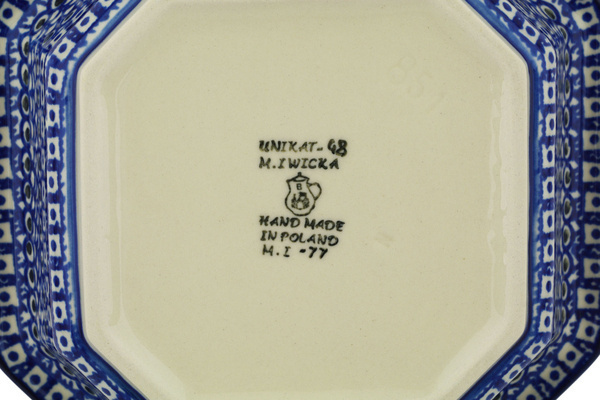 UNIKAT-48
M.IWICKA
HAND MADE
IN POLAND
M.I -77